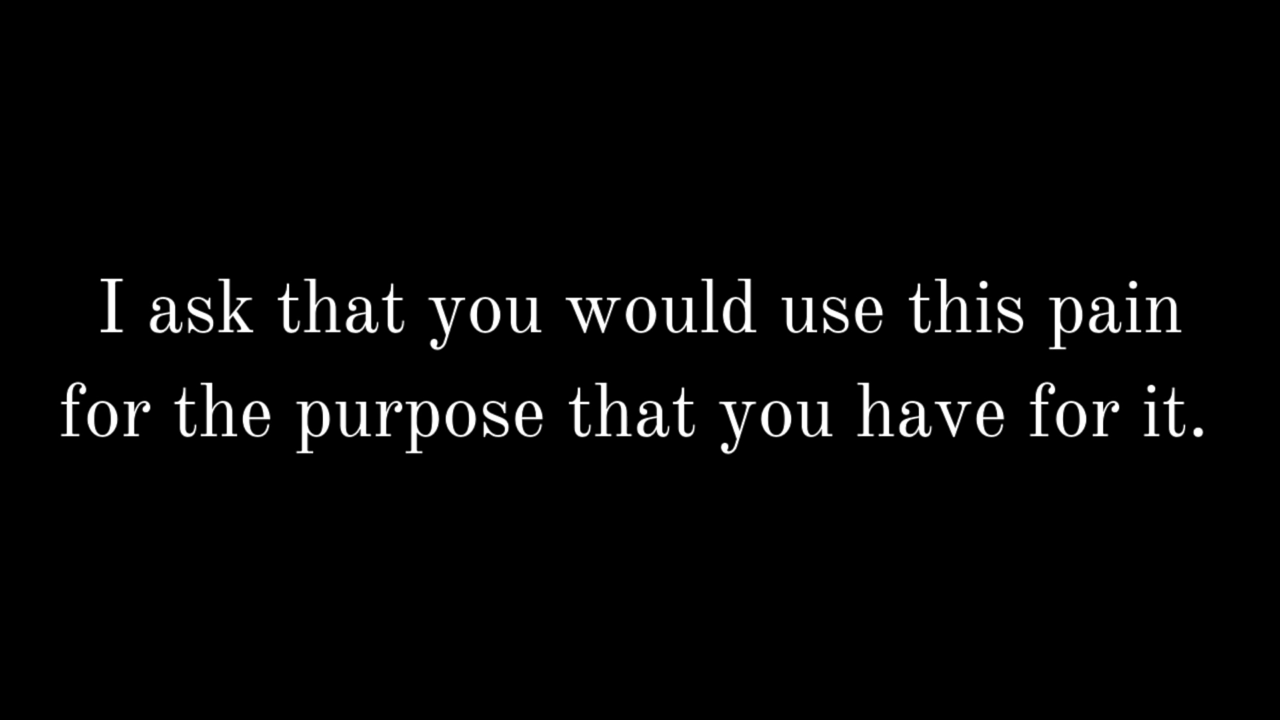 I ask that you would use this pain
for the purpose that you have for it.